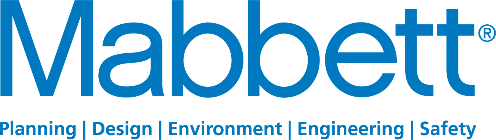 Mabbett®
Planning | Design | Environment | Engineering | Safety